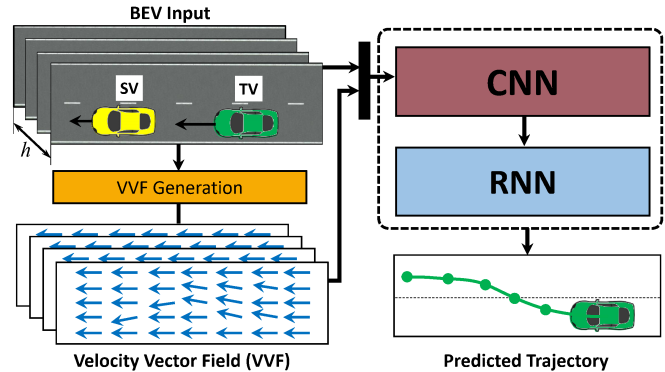 BEV Input
SV
TV
h
VVF Generation
Velocity Vector Field (VVF)
CNN
RNN
Predicted Trajectory